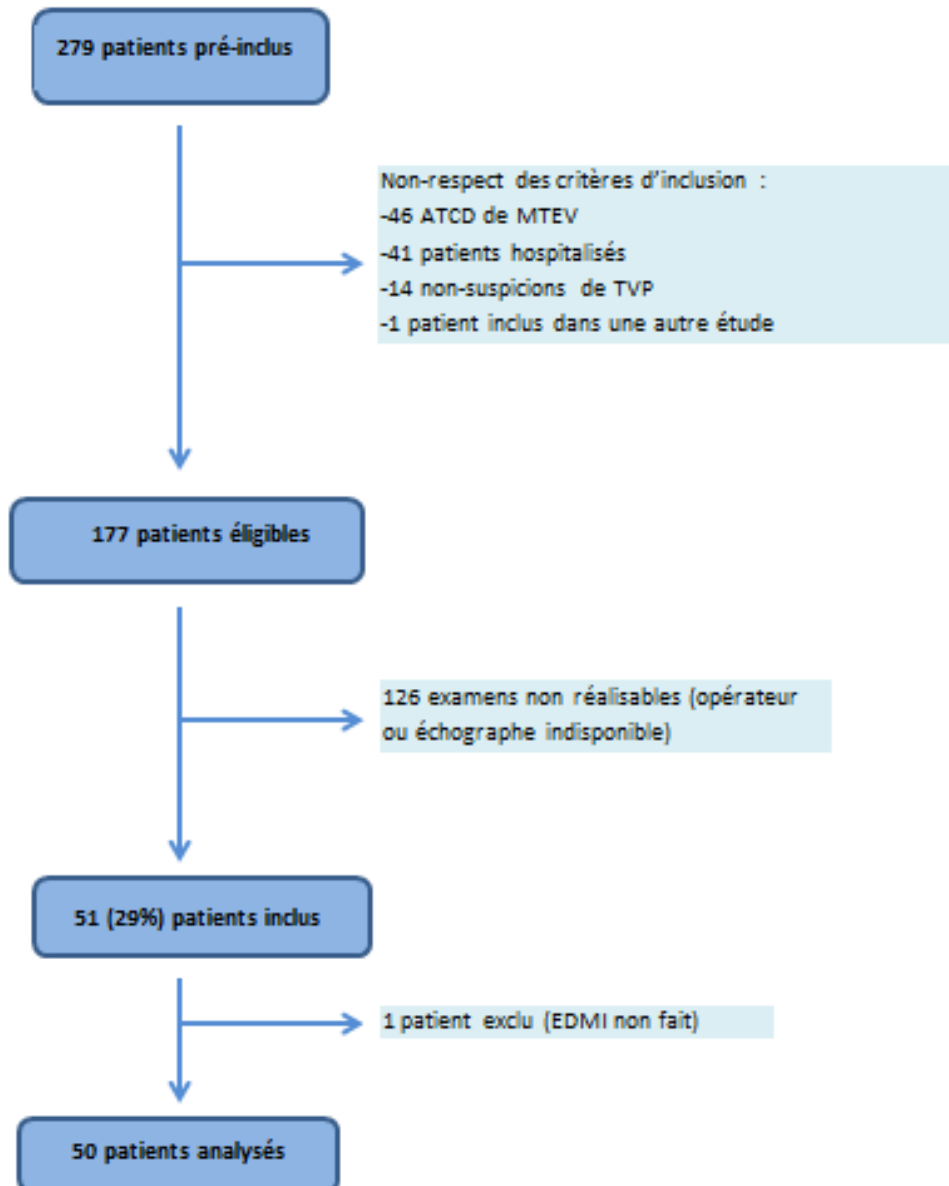 279 patients pré-inclus
Non-respect des critères d'inclusion :
-46 ATCD de MTEV
-41 patients hospitalisés
-14 non-suspicions de TVP
-1 patient inclus dans une autre étude
177 patients éligibles
126 examens non réalisables (opérateur
ou échographe indisponible)
51 (29%) patients inclus
1 patient exclu (EDMI non fait)
50 patients analysés